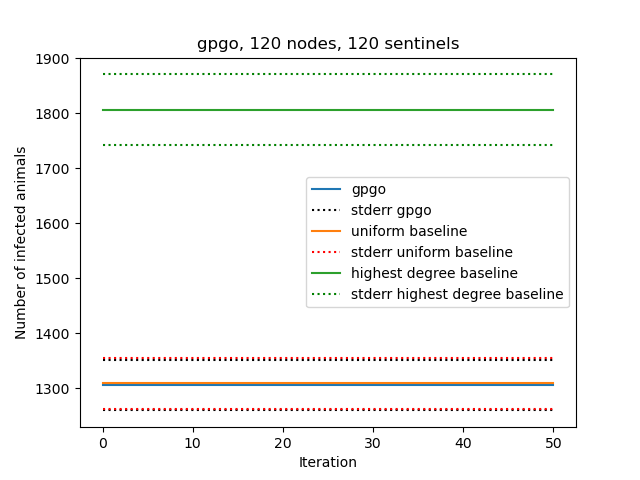 gpgo, 120 nodes, 120 sentinels
1900
1800
1700
1600
1500
1400
1300
Number of infected animals
gpgo
stderr gpgo
uniform baseline
stderr uniform baseline
highest degree baseline
stderr highest degree baseline
0 10 20 30 40 50
Iteration